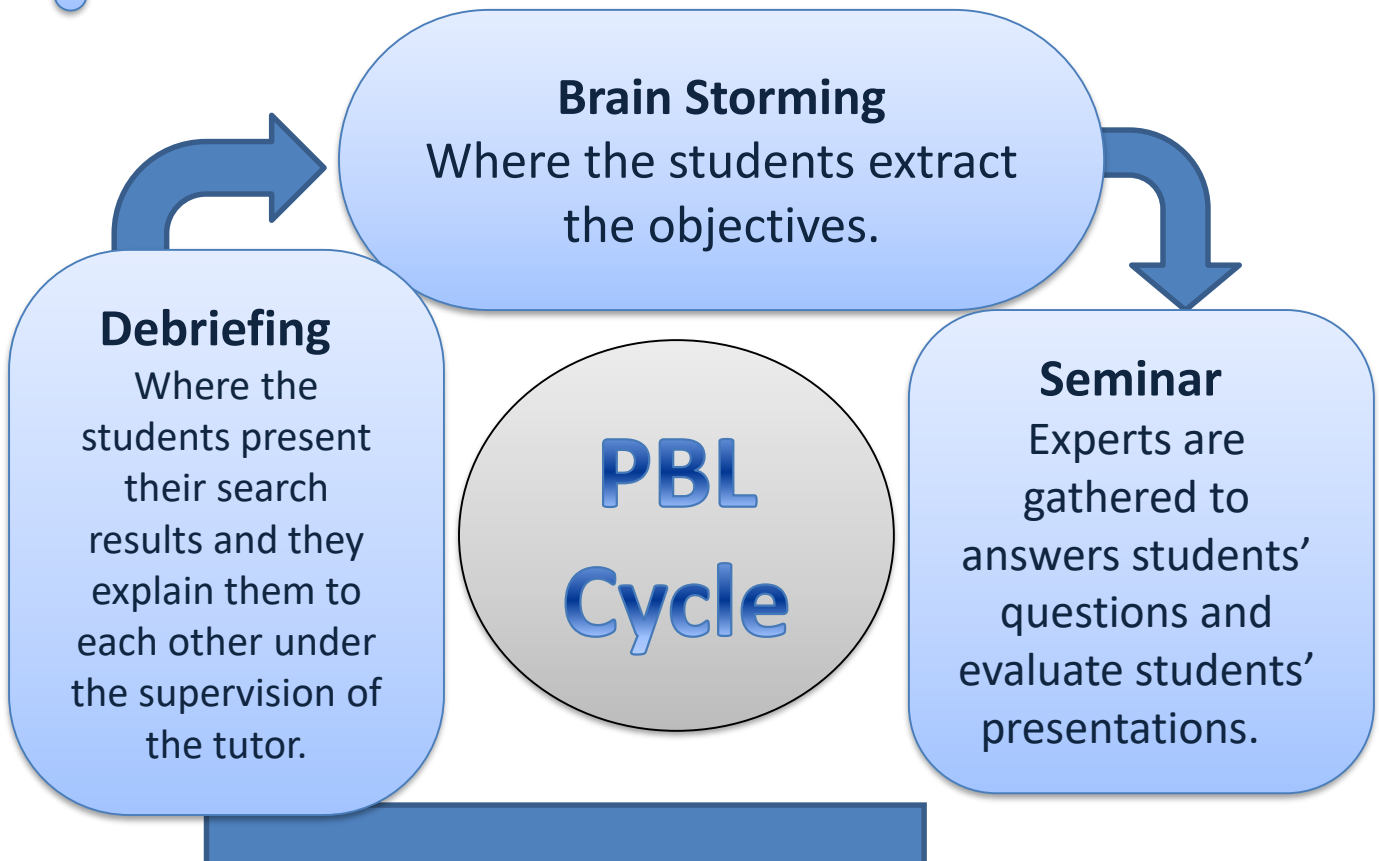 Brain Storming
Where the students extract
the objectives.
Debriefing
Where the
students present
their search
results and they
explain them to
each other under
the supervision of
the tutor.
PBL
Cycle
Seminar
Experts are
gathered to
answers students’
questions and
evaluate students’
presentations.